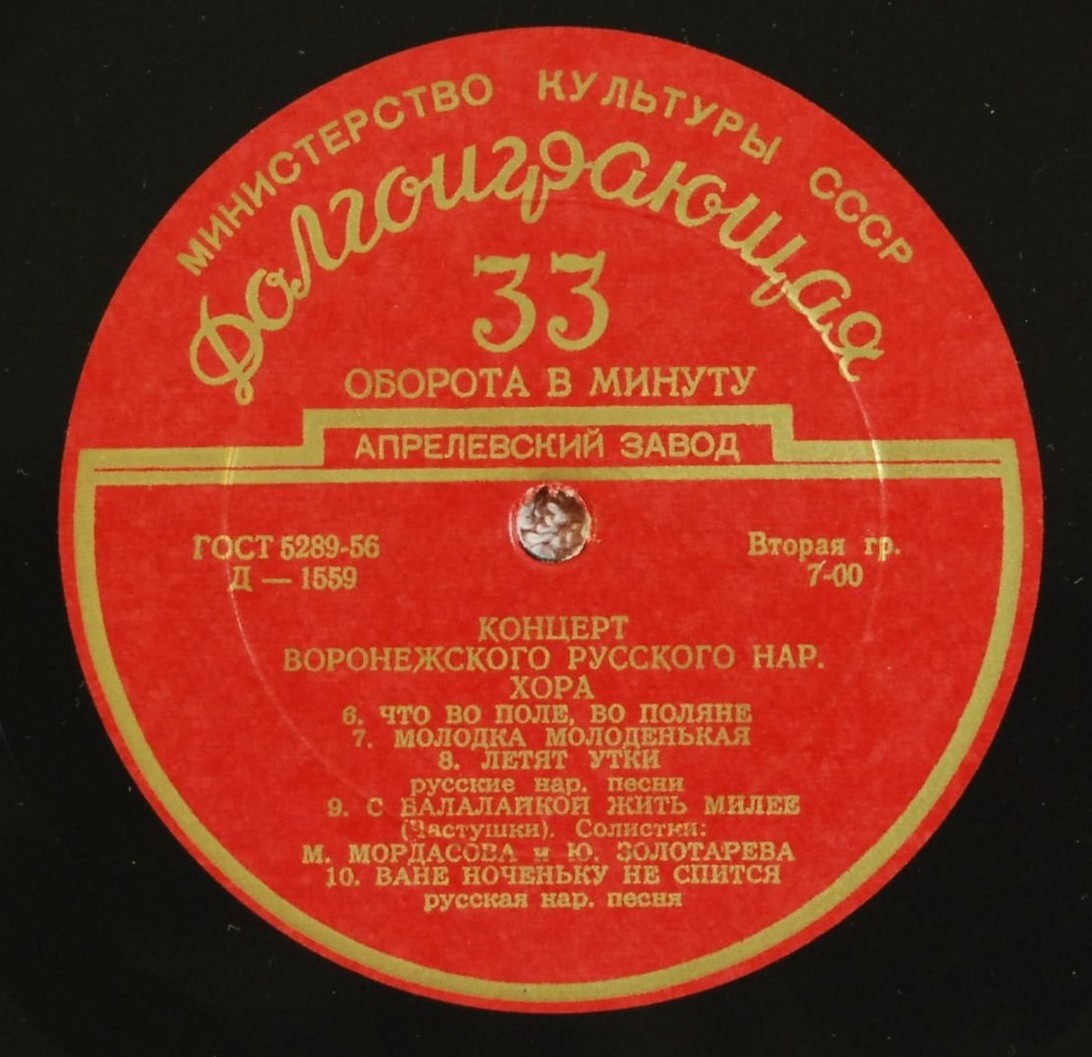 МИНИСТЕРСТВО КУЛЬТУРЫ СССР
Долгоиграющая
33
ОБОРОТА В МИНУТУ
АПРЕЛЕВСКИЙ ЗАВОД
ГОСТ 5289-56
Д — 1559
Вторая гр.
7-00
КОНЦЕРТ
ВОРОНЕЖСКОГО РУССКОГО НАР.
ХОРА
6. ЧТО ВО ПОЛЕ, ВО ПОЛЯНЕ
7. МОЛОДКА МОЛОДЕНЬКАЯ
8. ЛЕТЯТ УТКИ
русские нар. песни
9. С БАЛАЛАЙКОЙ ЖИТЬ МИЛЕЕ
(Частушки). Солистки:
М. МОРДАСОВА и Ю. ЗОЛОТАРЕВА
10. ВАНЕ НОЧЕНЬКУ НЕ СПИТСЯ
русская нар. песня